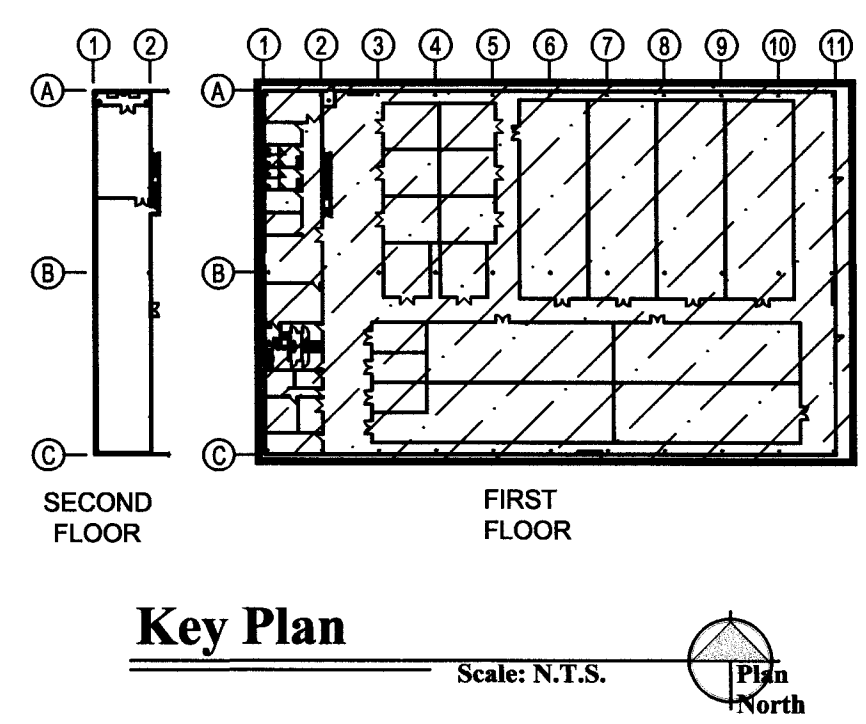 1 2 1 2 3 4 5 6 7 8 9 10 11
A A
B B
C C
SECOND
FLOOR
FIRST
FLOOR
Key Plan
Scale: N.T.S.
Plan
North